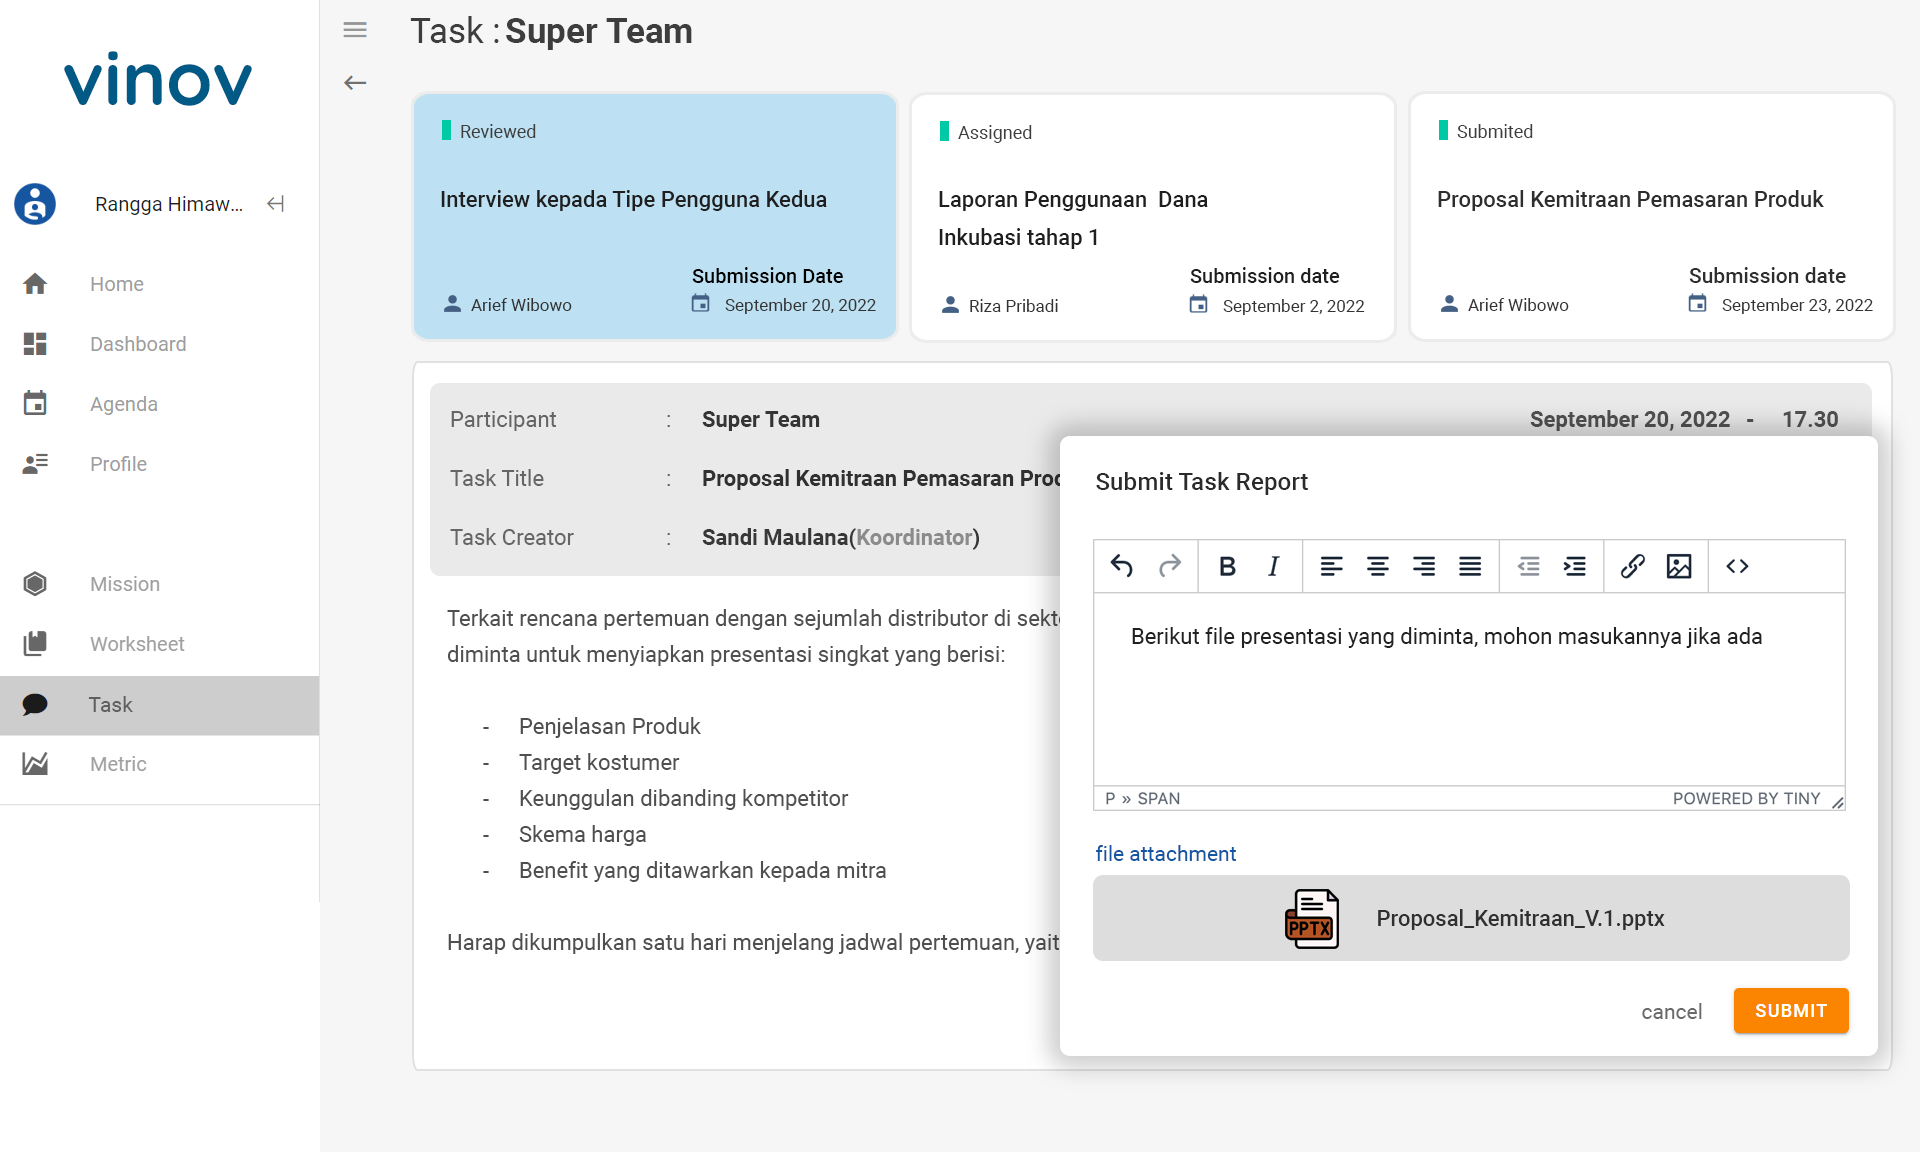 vinov
Rangga Himaw...
Home
Dashboard
Agenda
Profile
Mission
Worksheet
Task
Metric
Task : Super Team
Reviewed
Interview kepada Tipe Pengguna Kedua
Submission Date
Arief Wibowo
September 20, 2022
Assigned
Laporan Penggunaan Dana
Inkubasi tahap 1
Submission date
Riza Pribadi
September 2, 2022
Submited
Proposal Kemitraan Pemasaran Produk
Submission date
Arief Wibowo
September 23, 2022
Participant : Super Team September 20, 2022 - 17.30
Task Title : Proposal Kemitraan Pemasaran
Task Creator : Sandi Maulana(Koordinator)
Terkait rencana pertemuan dengan sejumlah distributor di
diminta untuk menyiapkan presentasi singkat yang berisi:
- Penjelasan Produk
- Target kostumer
- Keunggulan dibanding kompetitor
- Skema harga
- Benefit yang ditawarkan kepada mitra
Harap dikumpulkan satu hari menjelang jadwal pertemuan,
Submit Task Report
B I
Berikut file presentasi yang diminta, mohon masukannya jika ada
P » SPAN
POWERED BY TINY
file attachment
PPTX
Proposal_Kemitraan_V.1.pptx
cancel
SUBMIT